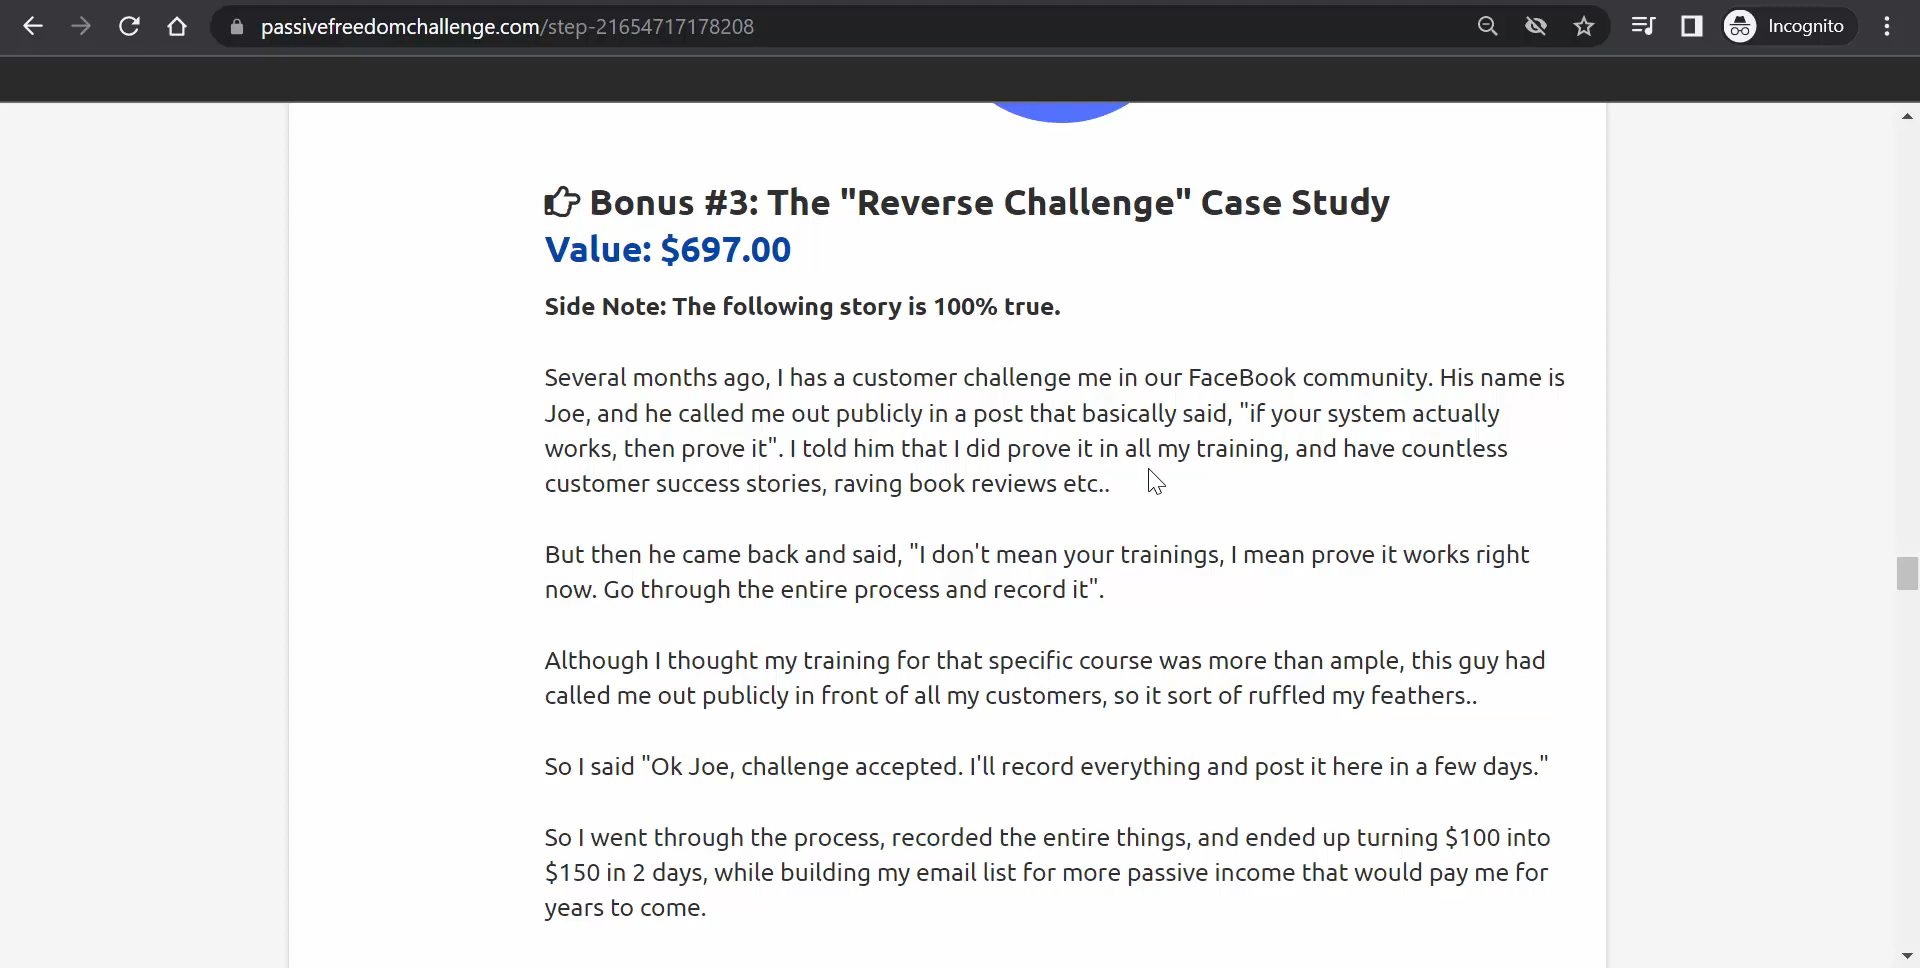 passivefreedomchallenge.com/step-21654717178208
Incognito
Bonus #3: The "Reverse Challenge" Case Study
Value: $697.00
Side Note: The following story is 100% true.
Several months ago, I has a customer challenge me in our FaceBook community. His name is
Joe, and he called me out publicly in a post that basically said, "if your system actually
works, then prove it". I told him that I did prove it in all my training, and have countless
customer success stories, raving book reviews etc..
But then he came back and said, "I don't mean your trainings, I mean prove it works right
now. Go through the entire process and record it".
Although I thought my training for that specific course was more than ample, this guy had
called me out publicly in front of all my customers, so it sort of ruffled my feathers..
So I said "Ok Joe, challenge accepted. I'll record everything and post it here in a few days."
So I went through the process, recorded the entire things, and ended up turning $100 into
$150 in 2 days, while building my email list for more passive income that would pay me for
years to come.